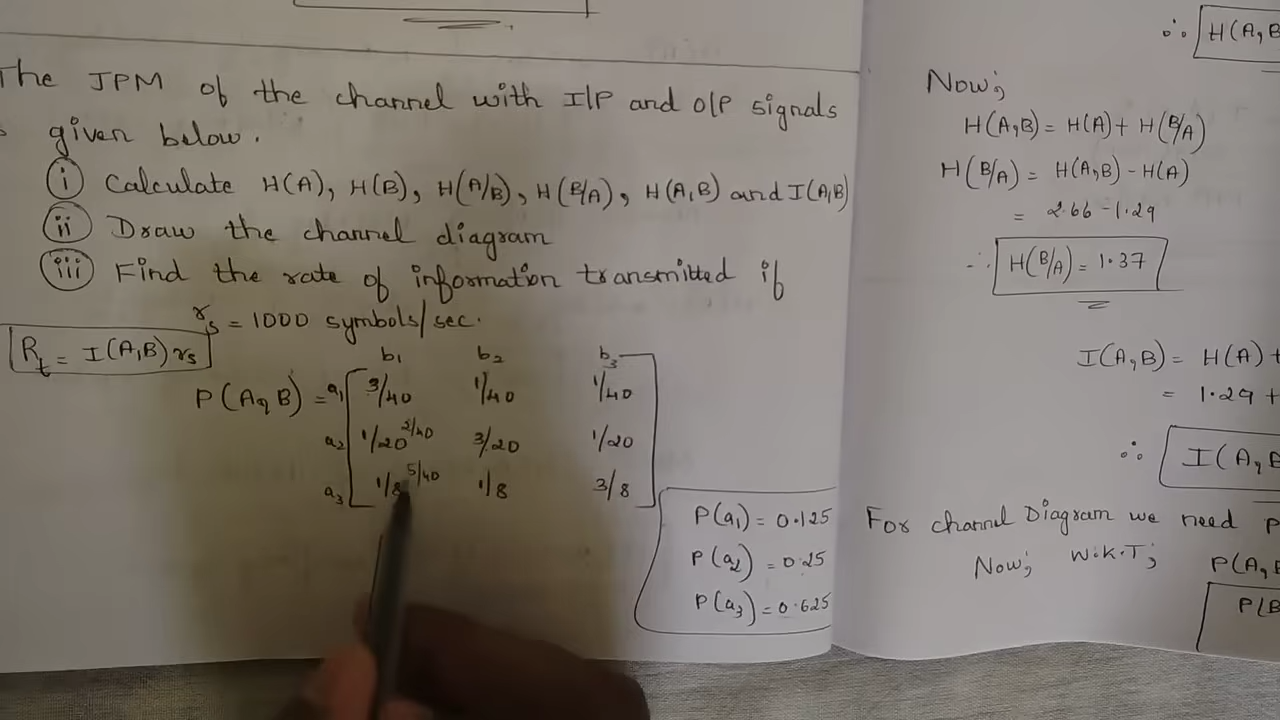 The JPM of the channel with I/P and O/P signals
given below.
i Calculate H(A), H(B), H(A/B), H(B/A), H(A,B) and I(A,B)
ii Draw the channel diagram
iii Find the rate of information transmitted if
rs = 1000 symbols/sec.
Rt = I(A,B) rs
b1 b2 b3
P(A,B) = a1 3/40 1/40 1/40
a2 1/20 2/40 3/20 1/20
a3 1/8 5/40 1/8 3/8
P(a1) = 0.125
P(a2) = 0.25
P(a3) = 0.625
∴ H(A,B
Now;
H(A,B) = H(A) + H(B/A)
H(B/A) = H(A,B) - H(A)
= 2.66 - 1.29
∴ H(B/A) = 1.37
I(A,B) = H(A) +
= 1.29 +
∴ I(A,B
For channel Diagram we need P
Now; W.K.T; P(A,B
P(B